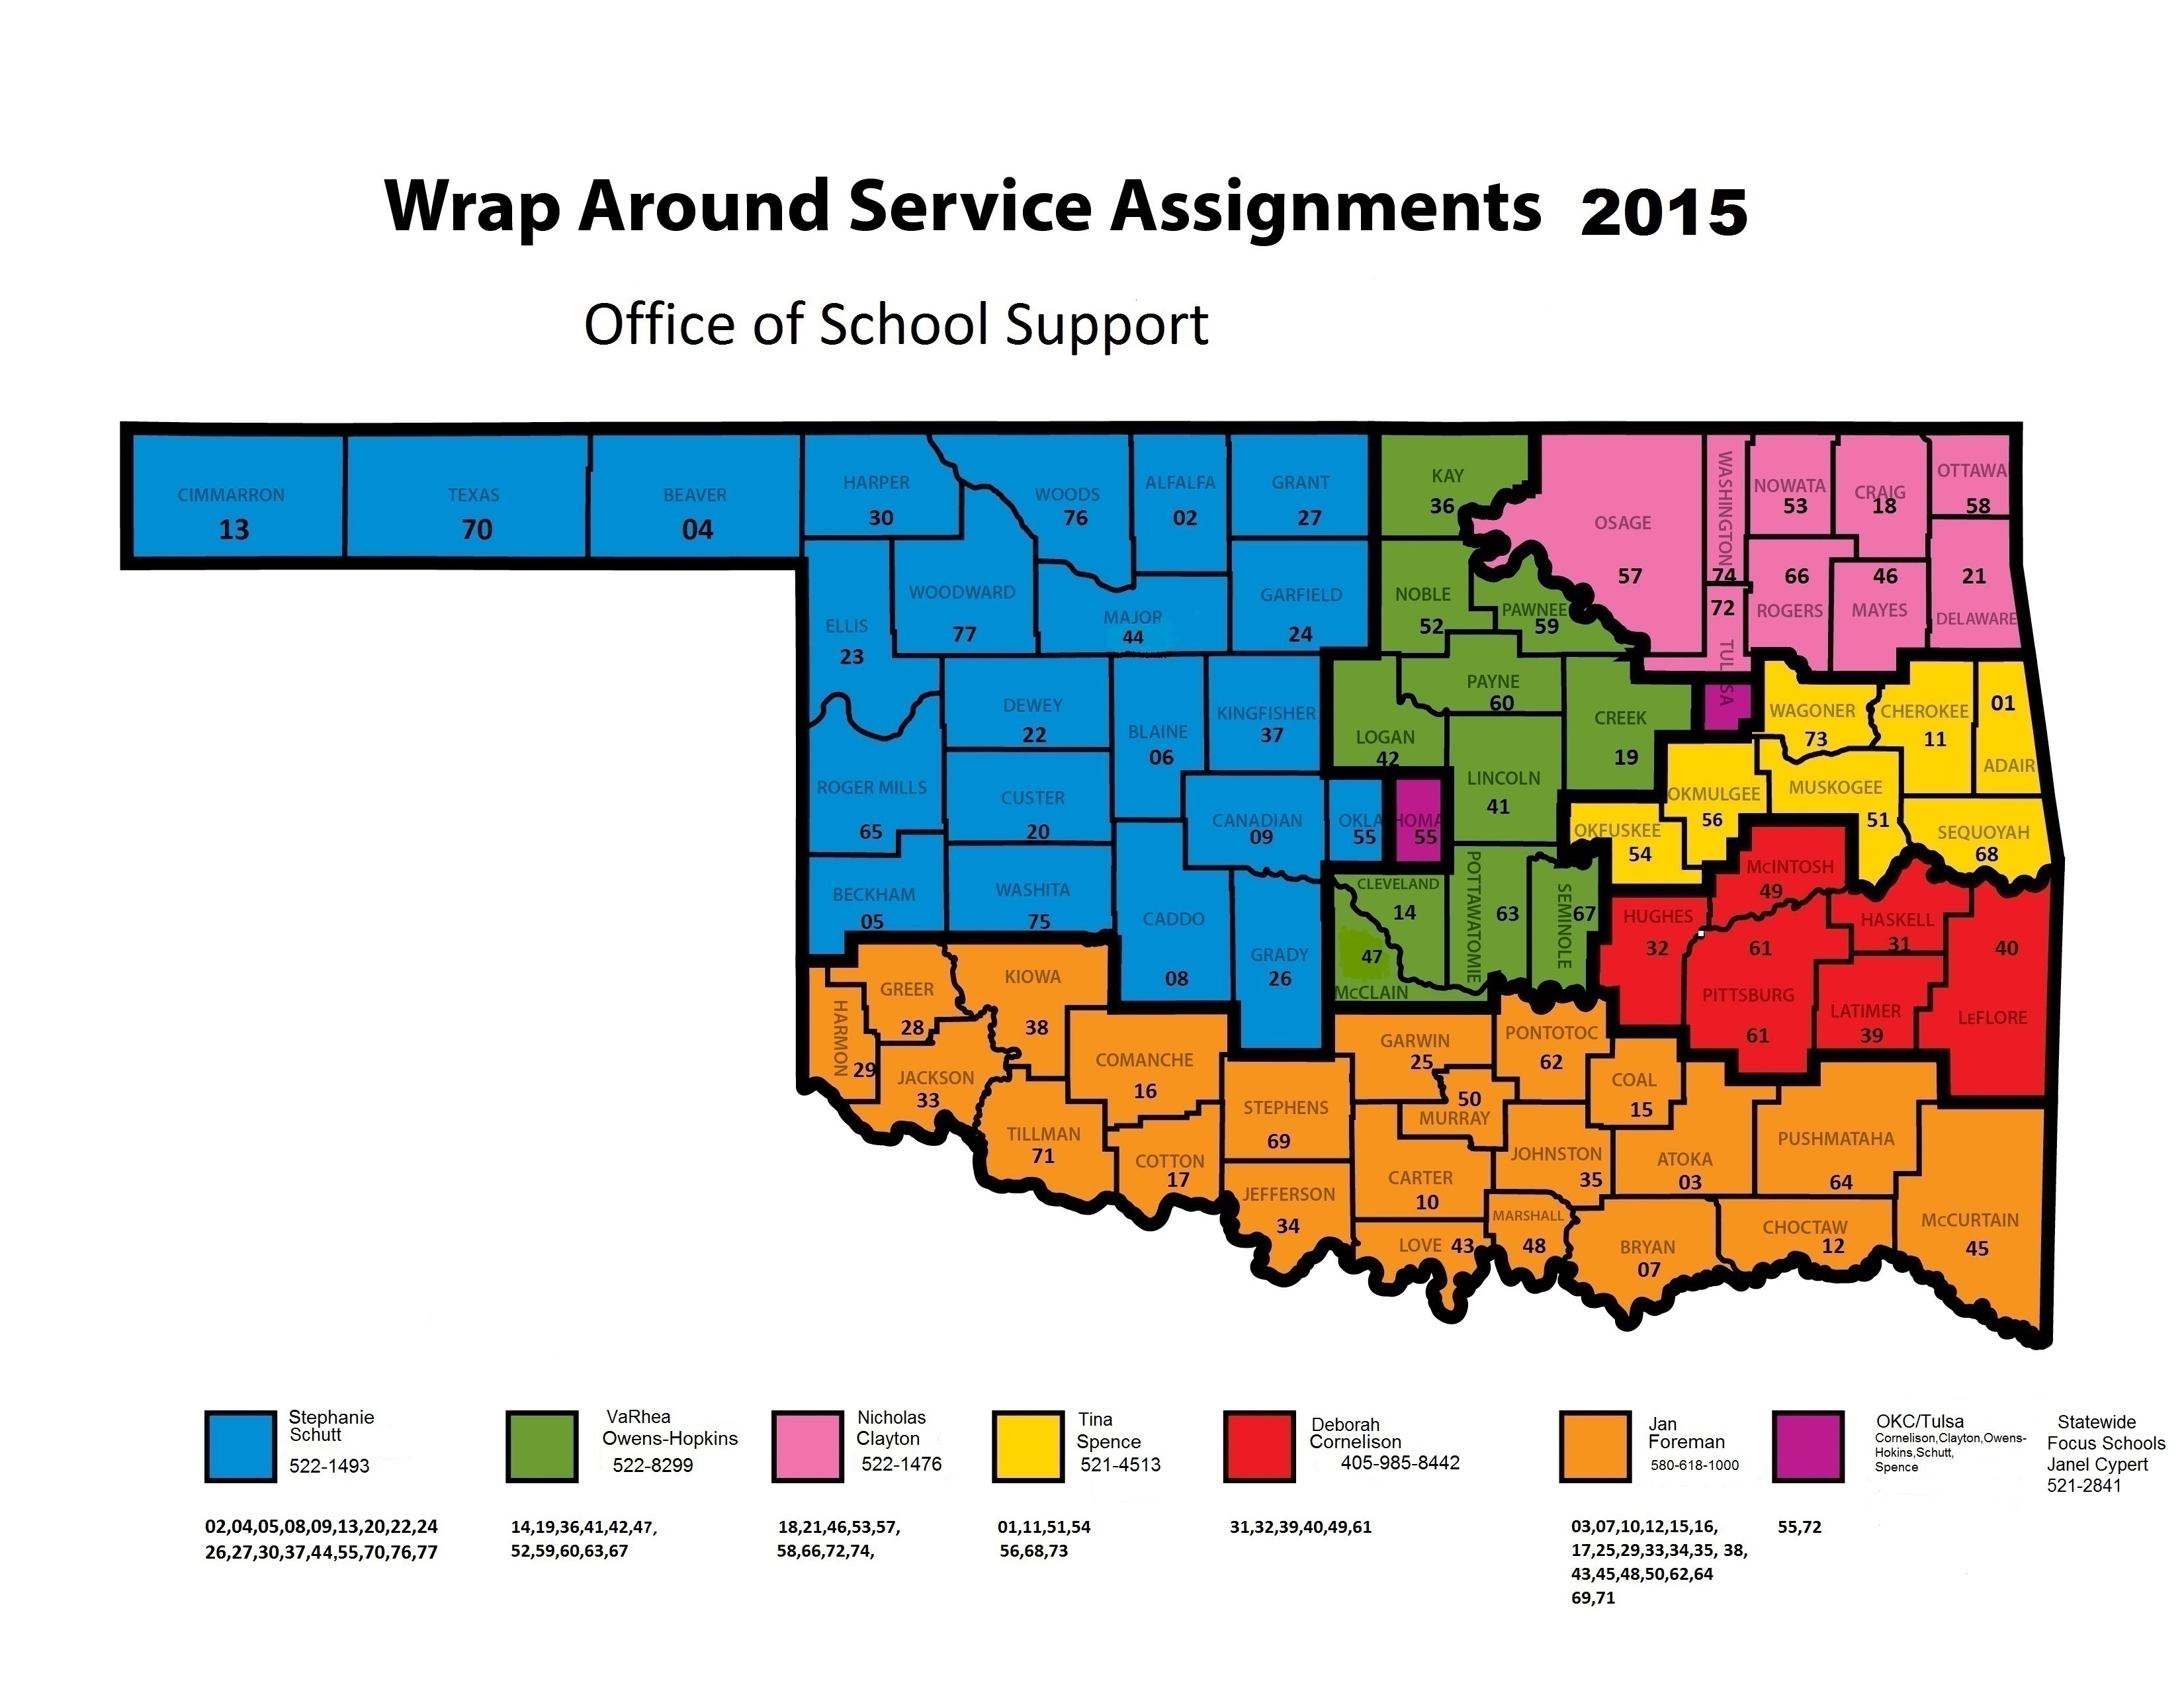 Wrap Around Service Assignments 2015
Office of School Support
CIMMARRON
13
TEXAS
70
BEAVER
04
HARPER
30
WOODS
76
ALFALFA
02
GRANT
27
KAY
36
OSAGE
57
WASHINGTON
74
NOWATA
53
CRAIG
18
OTTAWA
58
ELLIS
23
WOODWARD
77
MAJOR
44
GARFIELD
24
NOBLE
52
PAWNEE
59
72
TULSA
66
ROGERS
46
MAYES
21
DELAWARE
ROGER MILLS
65
DEWEY
22
BLAINE
06
KINGFISHER
37
LOGAN
42
PAYNE
60
CREEK
19
WAGONER
73
CHEROKEE
11
01
ADAIR
CUSTER
20
CANADIAN
09
OKLAHOMA
55
55
LINCOLN
41
OKMULGEE
56
MUSKOGEE
51
OKFUSKEE
54
SEQUOYAH
68
BECKHAM
05
WASHITA
75
CADDO
08
GRADY
26
CLEVELAND
14
47
McCLAIN
POTTAWATOMIE
63
SEMINOLE
67
HUGHES
32
McINTOSH
49
61
PITTSBURG
61
HASKELL
31
LATIMER
39
40
LeFLORE
HARMON
29
GREER
28
KIOWA
38
JACKSON
33
COMANCHE
16
TILLMAN
71
COTTON
17
STEPHENS
69
JEFFERSON
34
GARWIN
25
50
MURRAY
PONTOTOC
62
COAL
15
CARTER
10
JOHNSTON
35
ATOKA
03
PUSHMATAHA
64
LOVE 43
MARSHALL
48
BRYAN
07
CHOCTAW
12
McCURTAIN
45
Stephanie
Schutt
522-1493
02,04,05,08,09,13,20,22,24
26,27,30,37,44,55,70,76,77
VaRhea
Owens-Hopkins
522-8299
14,19,36,41,42,47,
52,59,60,63,67
Nicholas
Clayton
522-1476
18,21,46,53,57,
58,66,72,74,
Tina
Spence
521-4513
01,11,51,54
56,68,73
Deborah
Cornelison
405-985-8442
31,32,39,40,49,61
Jan
Foreman
580-618-1000
03,07,10,12,15,16,
17,25,29,33,34,35, 38,
43,45,48,50,62,64
69,71
OKC/Tulsa
Cornelison,Clayton,Owens-
Hokins,Schutt,
Spence
55,72
Statewide
Focus Schools
Janel Cypert
521-2841